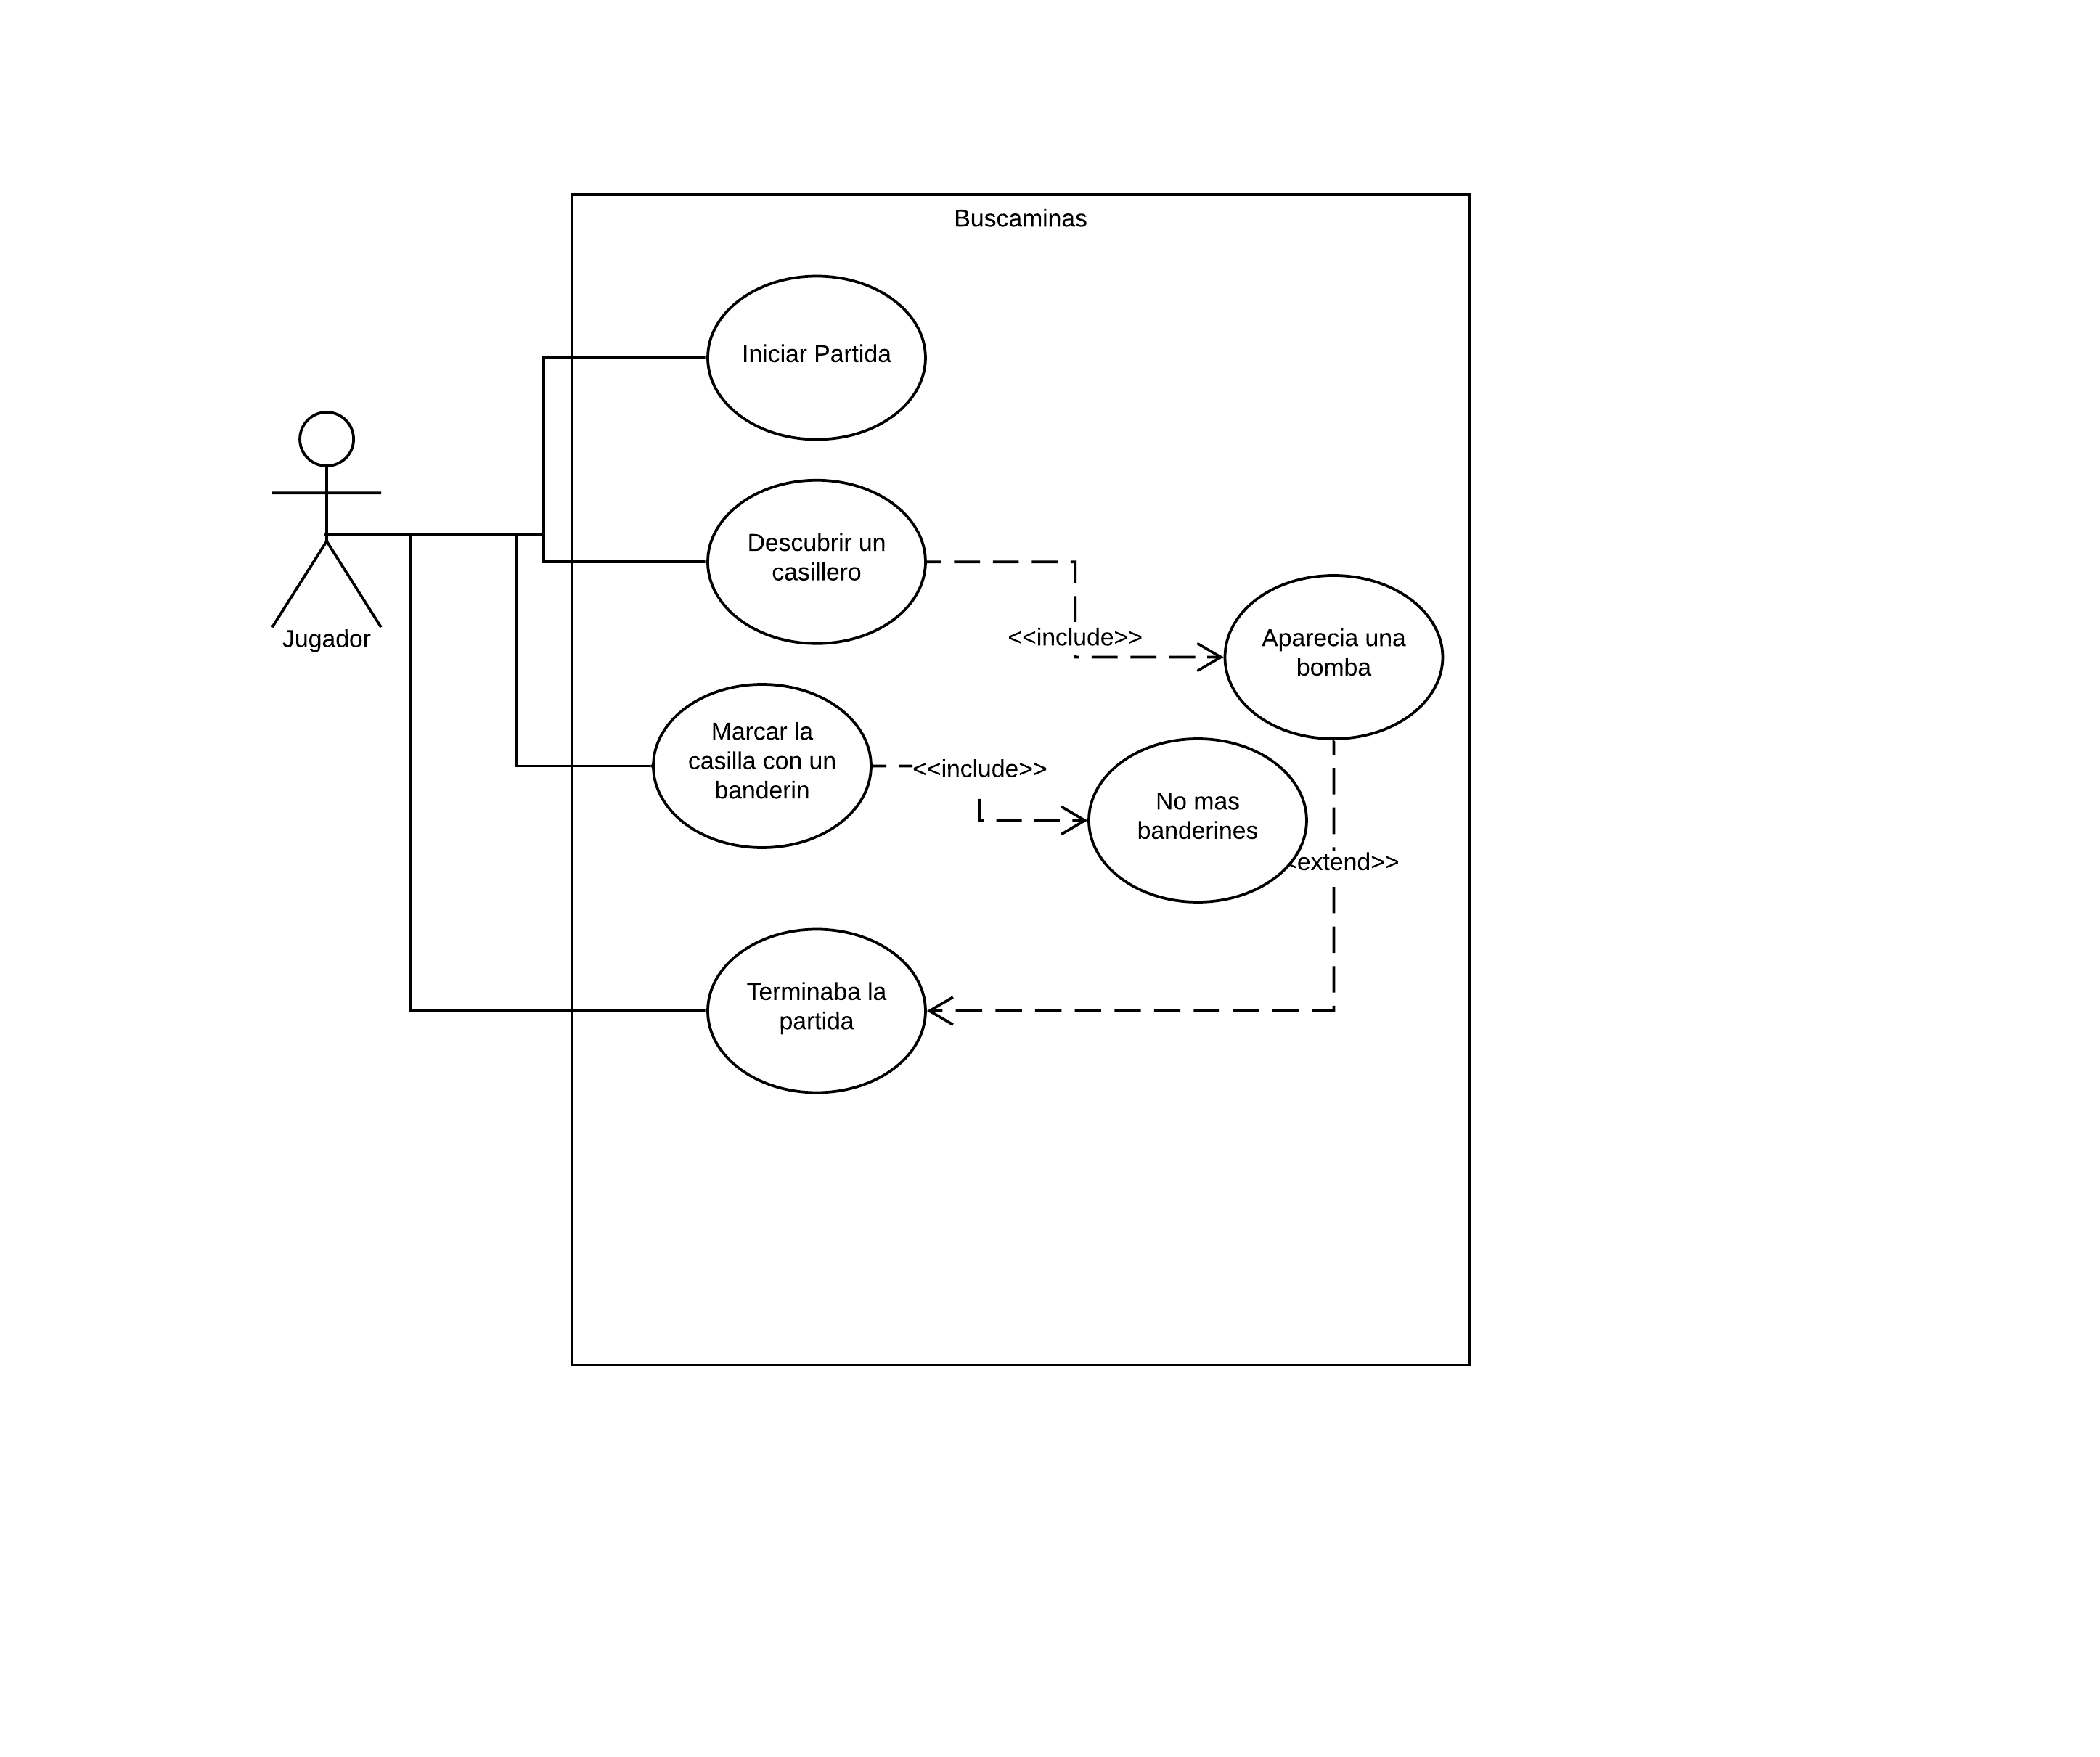 Buscaminas
Iniciar Partida
Jugador
Descubrir un
casillero
<<include>>
Aparecia una
bomba
Marcar la
casilla con un
banderin
<<include>>
No mas
banderines
<extend>>
Terminaba la
partida